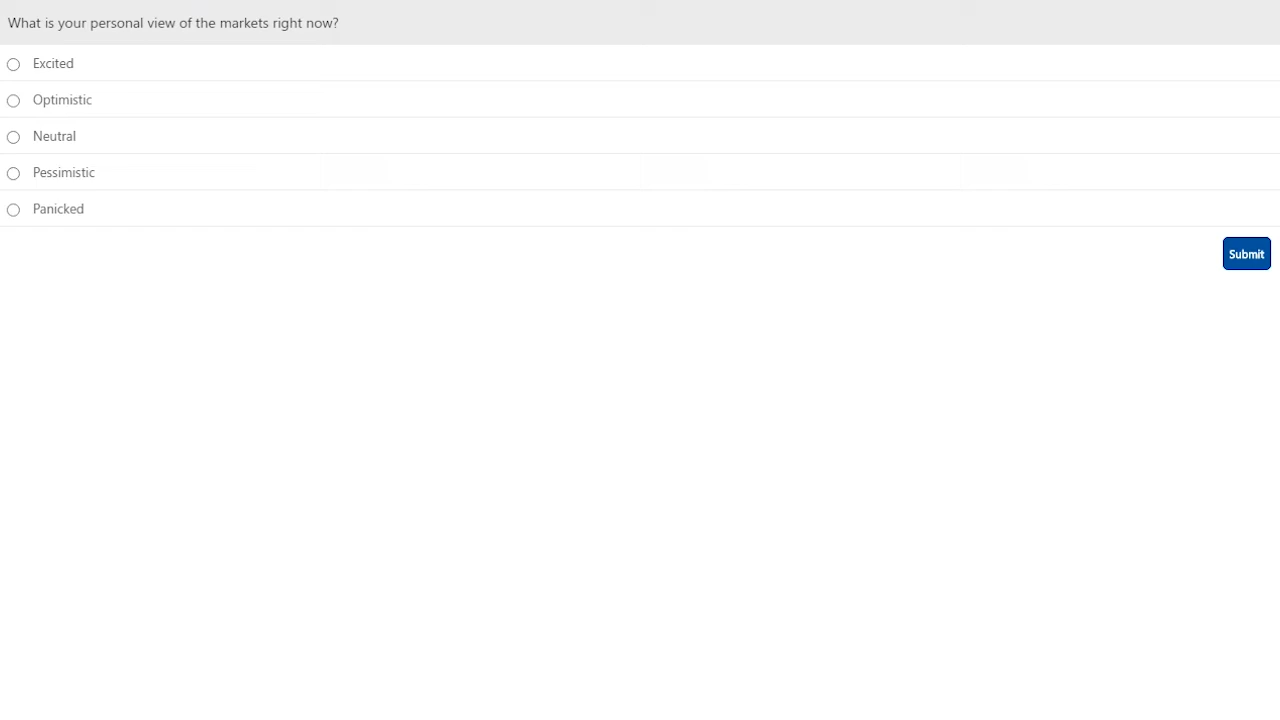 What is your personal view of the markets right now?
Excited
Optimistic
Neutral
Pessimistic
Panicked
Submit